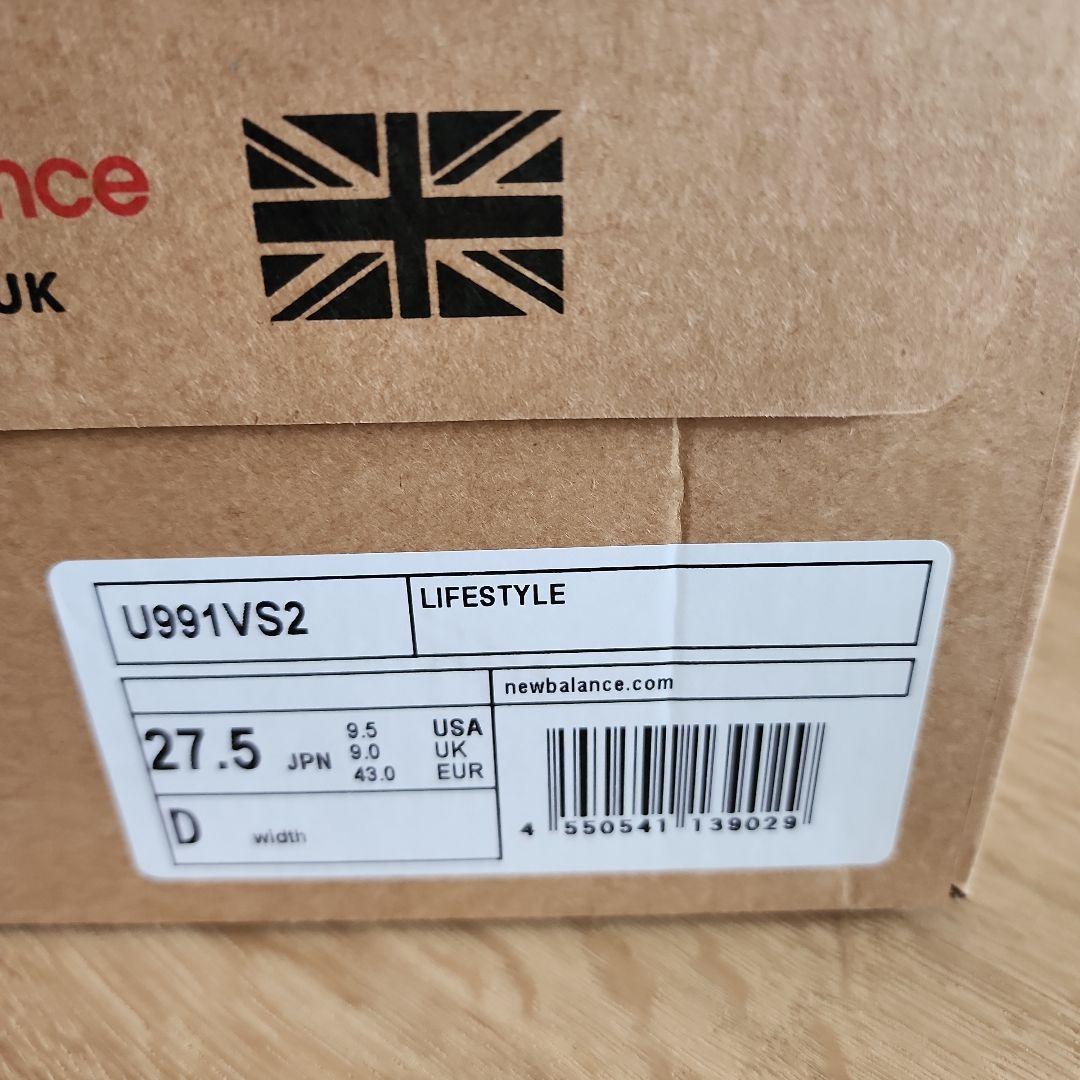 nce
UK
U991VS2
LIFESTYLE
newbalance.com
27.5 JPN
9.5 USA
9.0 UK
43.0 EUR
D width
4 550541 139029